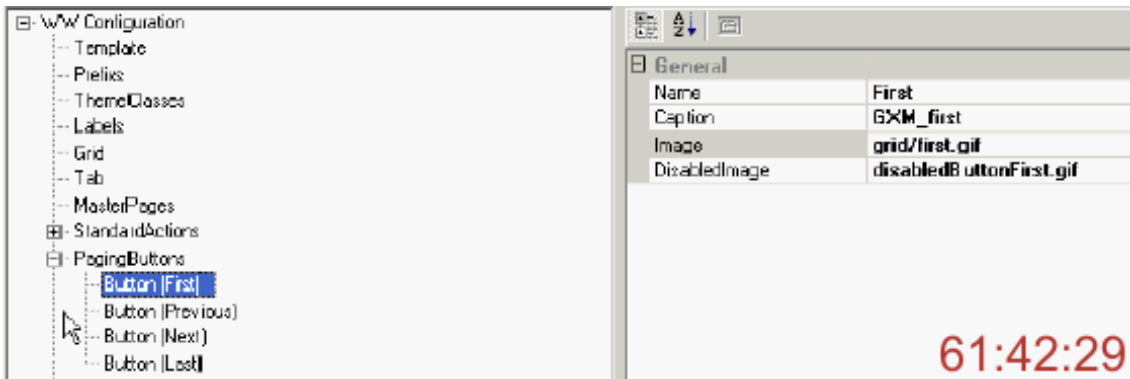 WW Configuration
Template
Prefixs
ThemeClasses
Labels
Grid
Tab
MasterPages
StandardActions
PagingButtons
Button (First)
Button (Previous)
Button (Next)
Button (Last)
General
Name First
Caption GXM_first
Image grid/first.gif
DisabledImage disabledButtonFirst.gif
61:42:29